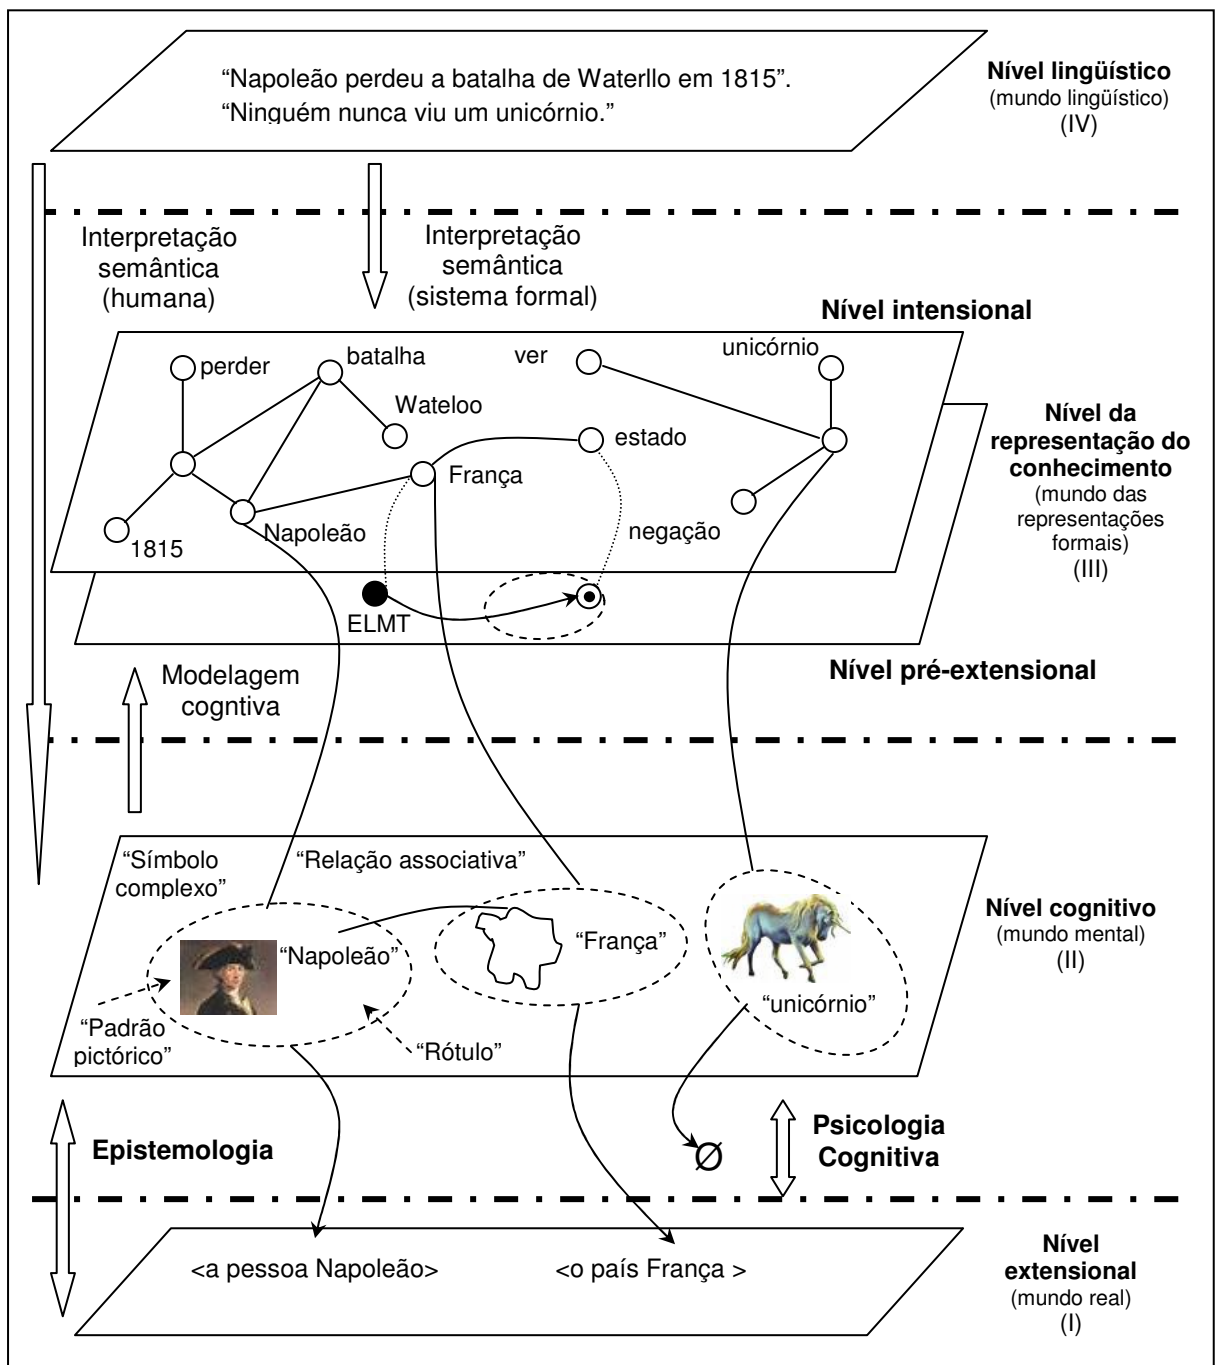 “Napoleão perdeu a batalha de Waterllo em 1815”.
“Ninguém nunca viu um unicórnio.”
Nível lingüístico
(mundo lingüístico)
(IV)
Interpretação
semântica
(humana)
Interpretação
semântica
(sistema formal)
Nível intensional
perder
batalha
ver
unicórnio
Wateloo
estado
França
Napoleão
negação
1815
ELMT
Nível da
representação do
conhecimento
(mundo das
representações
formais)
(III)
Nível pré-extensional
Modelagem
cogntiva
“Símbolo
complexo”
“Relação associativa”
“Napoleão”
“França”
“unicórnio”
“Padrão
pictórico”
“Rótulo”
Nível cognitivo
(mundo mental)
(II)
Epistemologia
Ø
Psicologia
Cognitiva
<a pessoa Napoleão>
<o país França >
Nível
extensional
(mundo real)
(I)